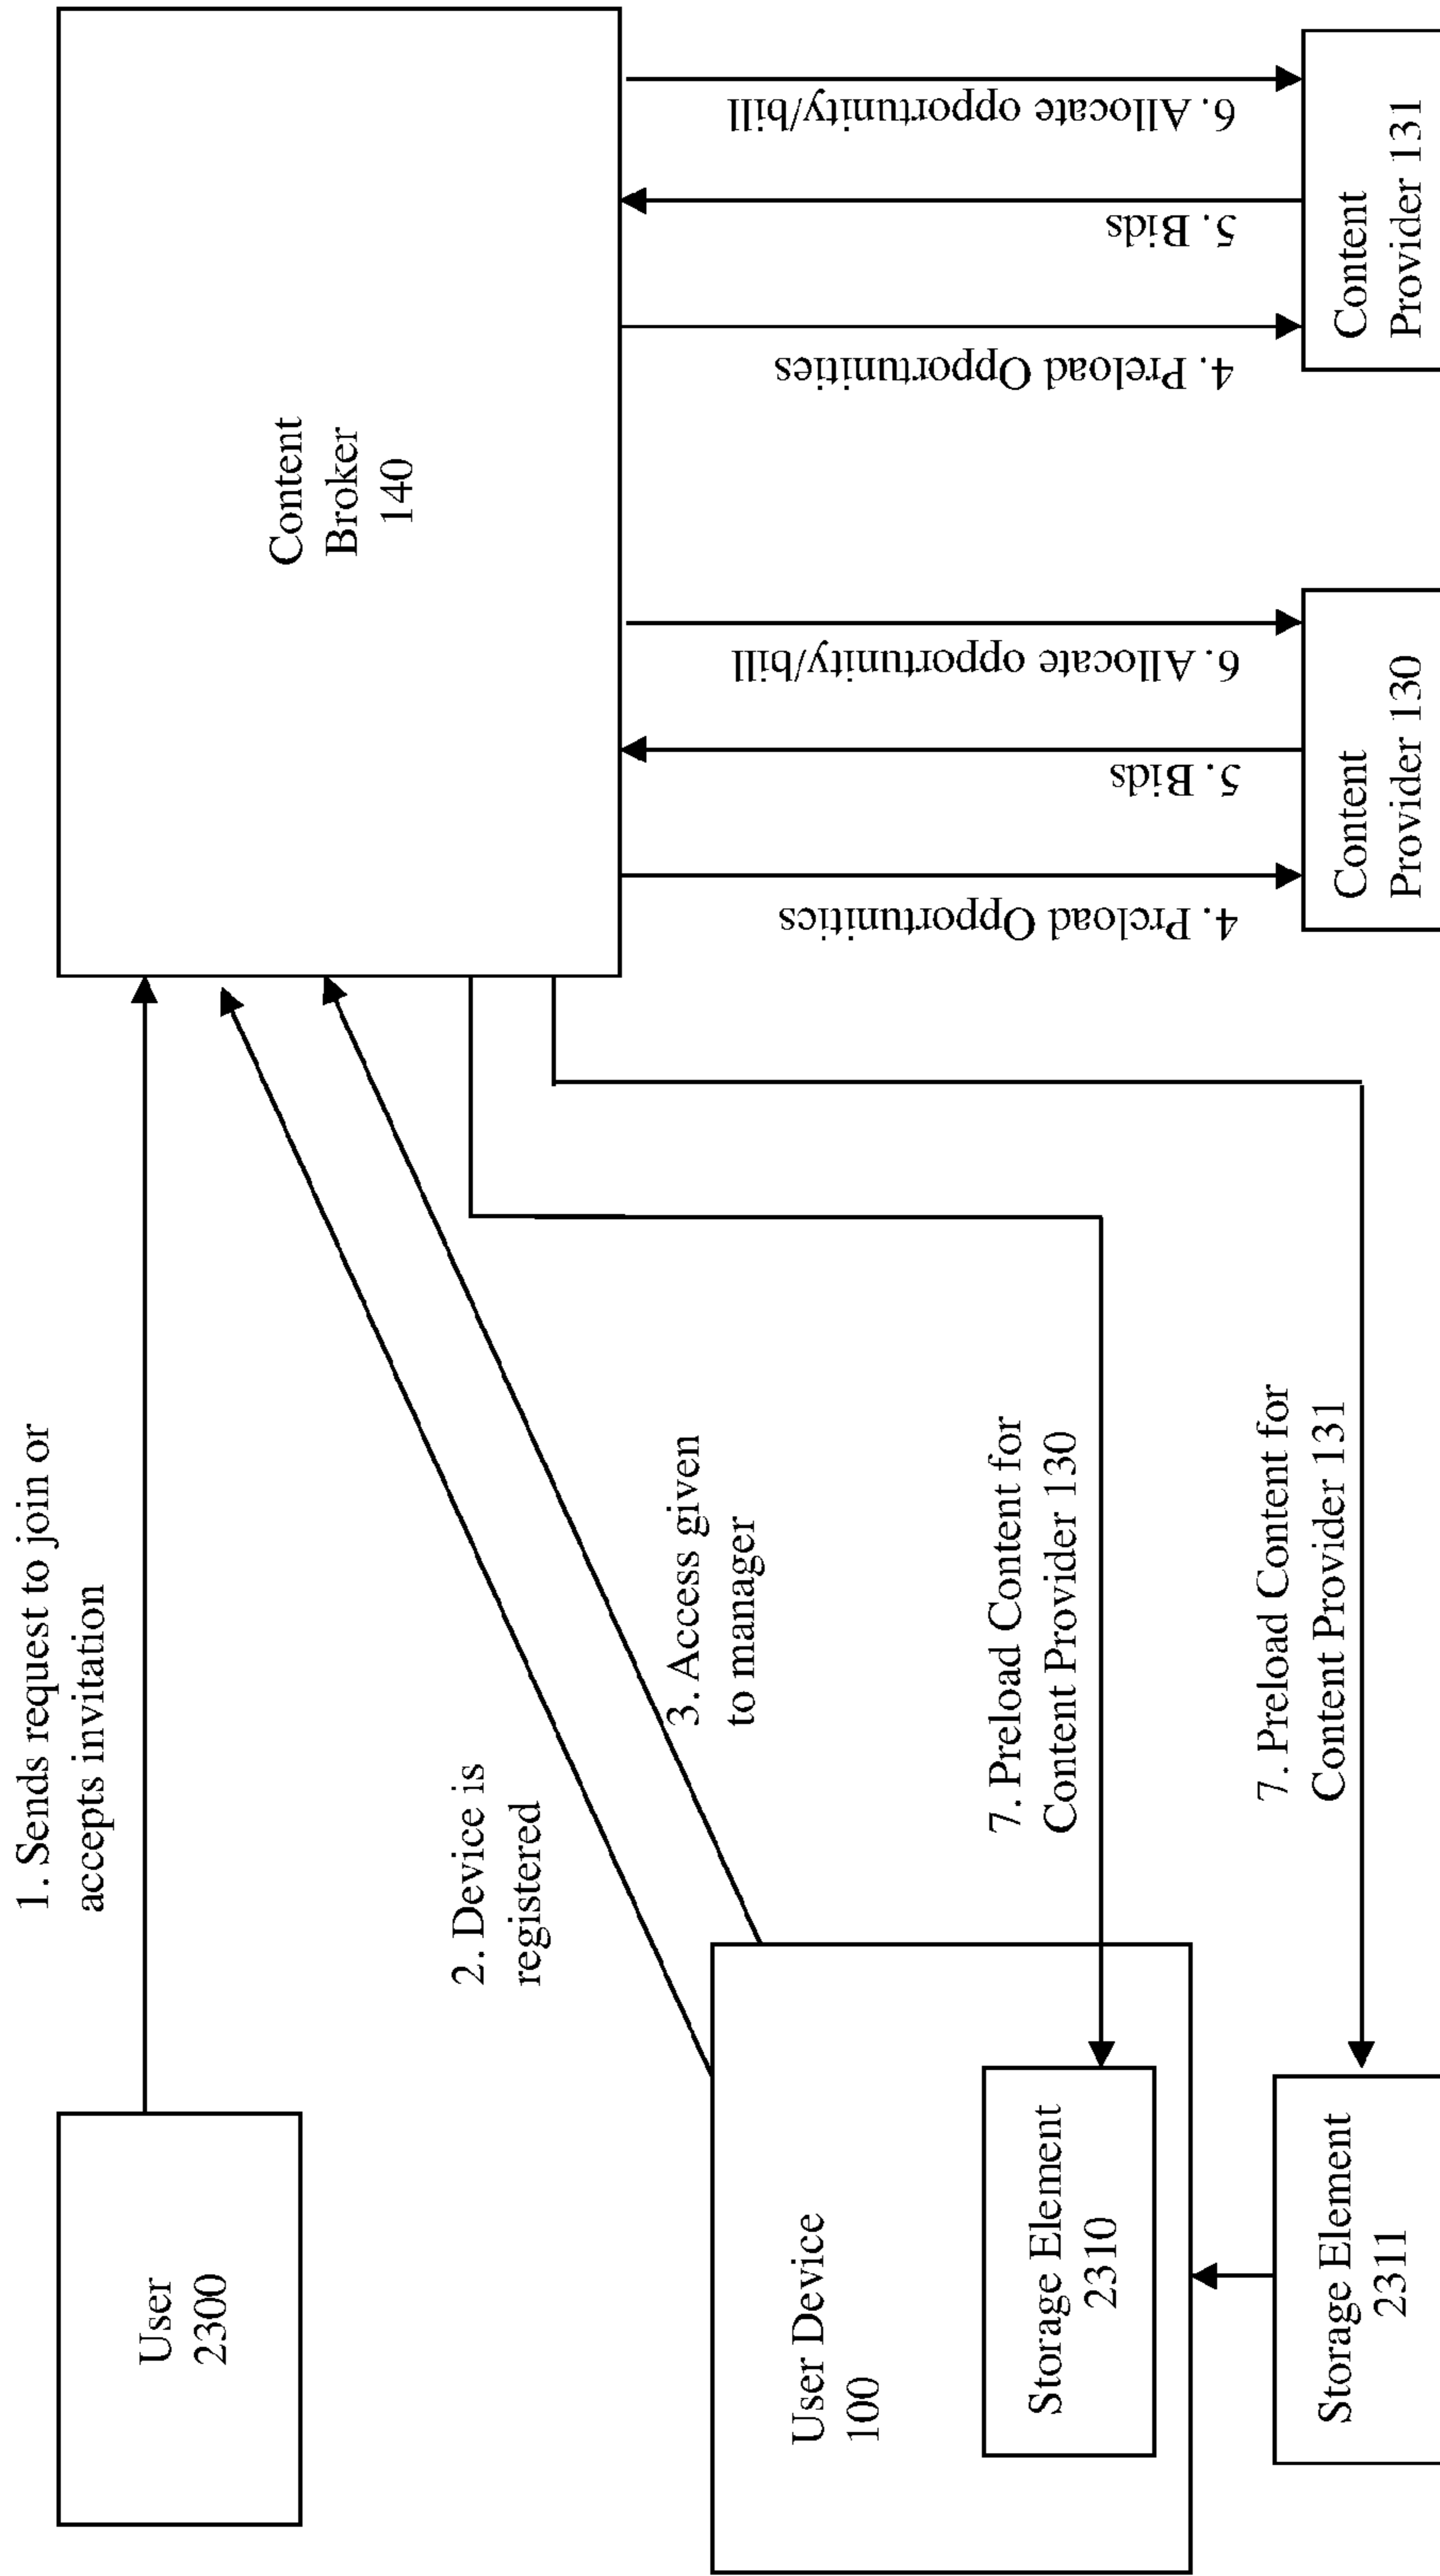 1. Sends request to join or
accepts invitation
User
2300
Content
Broker
140
2. Device is
registered
3. Access given
to manager
User Device
100
Storage Element
2310
7. Preload Content for
Content Provider 130
4. Preload Opportunities
5. Bids
6. Allocate opportunity/bill
4. Preload Opportunities
5. Bids
6. Allocate opportunity/bill
Storage Element
2311
7. Preload Content for
Content Provider 131
Content
Provider 130
Content
Provider 131